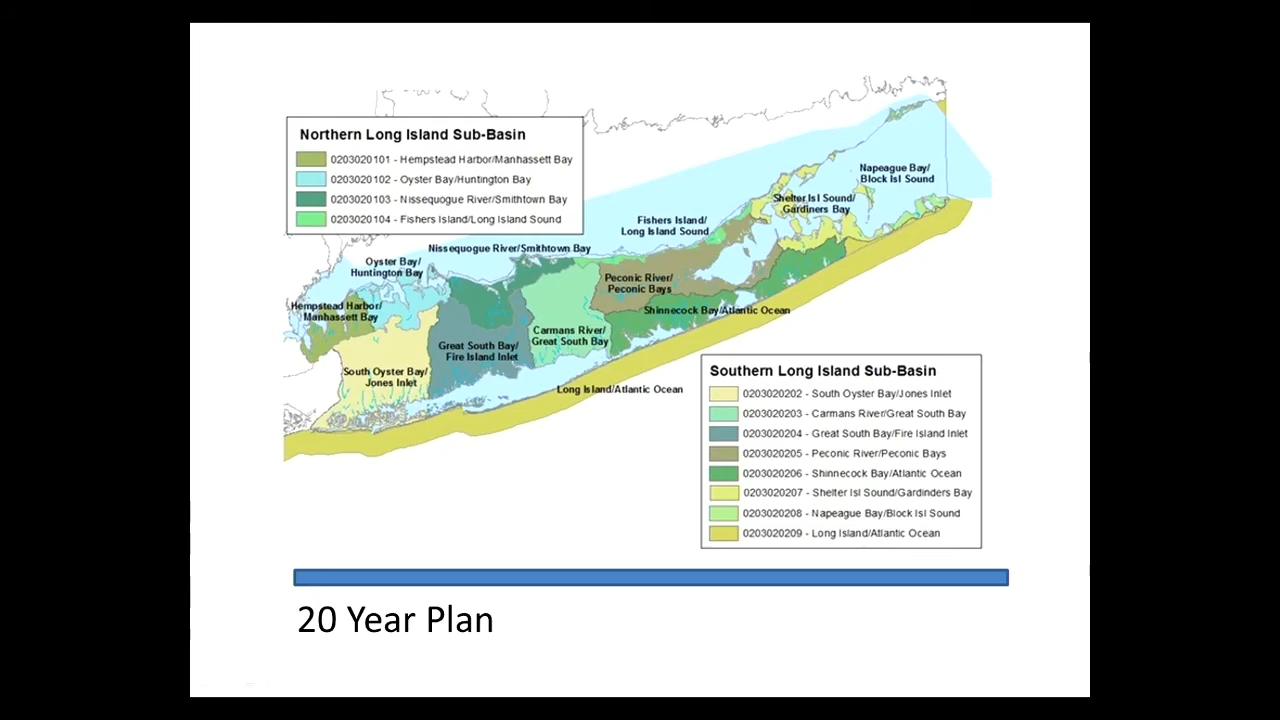 Northern Long Island Sub-Basin
0203020101 - Hempstead Harbor/Manhassett Bay
0203020102 - Oyster Bay/Huntington Bay
0203020103 - Nissequogue River/Smithtown Bay
0203020104 - Fishers Island/Long Island Sound
Napeague Bay/
Block Isl Sound
Shelter Isl Sound/
Gardiners Bay
Fishers Island/
Long Island Sound
Nissequogue River/Smithtown Bay
Oyster Bay/
Huntington Bay
Peconic River/
Peconic Bays
Hempstead Harbor/
Manhassett Bay
Shinnecock Bay/Atlantic Ocean
Carmans River/
Great South Bay
Great South Bay/
Fire Island Inlet
South Oyster Bay/
Jones Inlet
Long Island/Atlantic Ocean
Southern Long Island Sub-Basin
0203020202 - South Oyster Bay/Jones Inlet
0203020203 - Carmans River/Great South Bay
0203020204 - Great South Bay/Fire Island Inlet
0203020205 - Peconic River/Peconic Bays
0203020206 - Shinnecock Bay/Atlantic Ocean
0203020207 - Shelter Isl Sound/Gardinders Bay
0203020208 - Napeague Bay/Block Isl Sound
0203020209 - Long Island/Atlantic Ocean
20 Year Plan